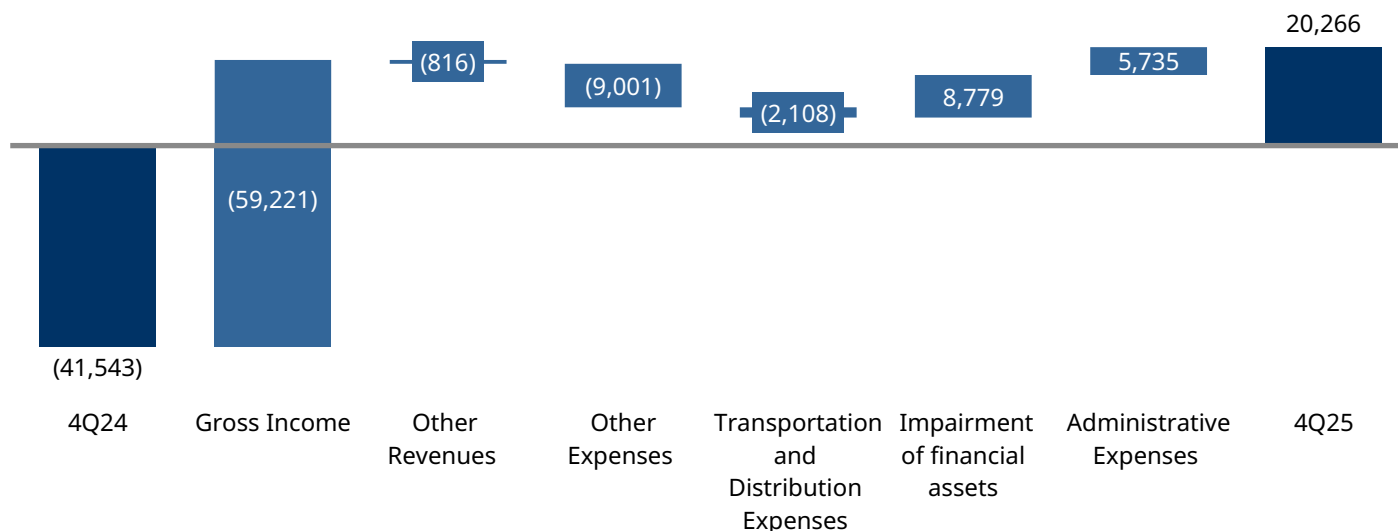 20,266
(816)
5,735
(9,001)
8,779
(2,108)
(59,221)
(41,543)
4Q24
Gross Income
Other
Revenues
Other
Expenses
Transportation
and
Distribution
Expenses
Impairment
of financial
assets
Administrative
Expenses
4Q25